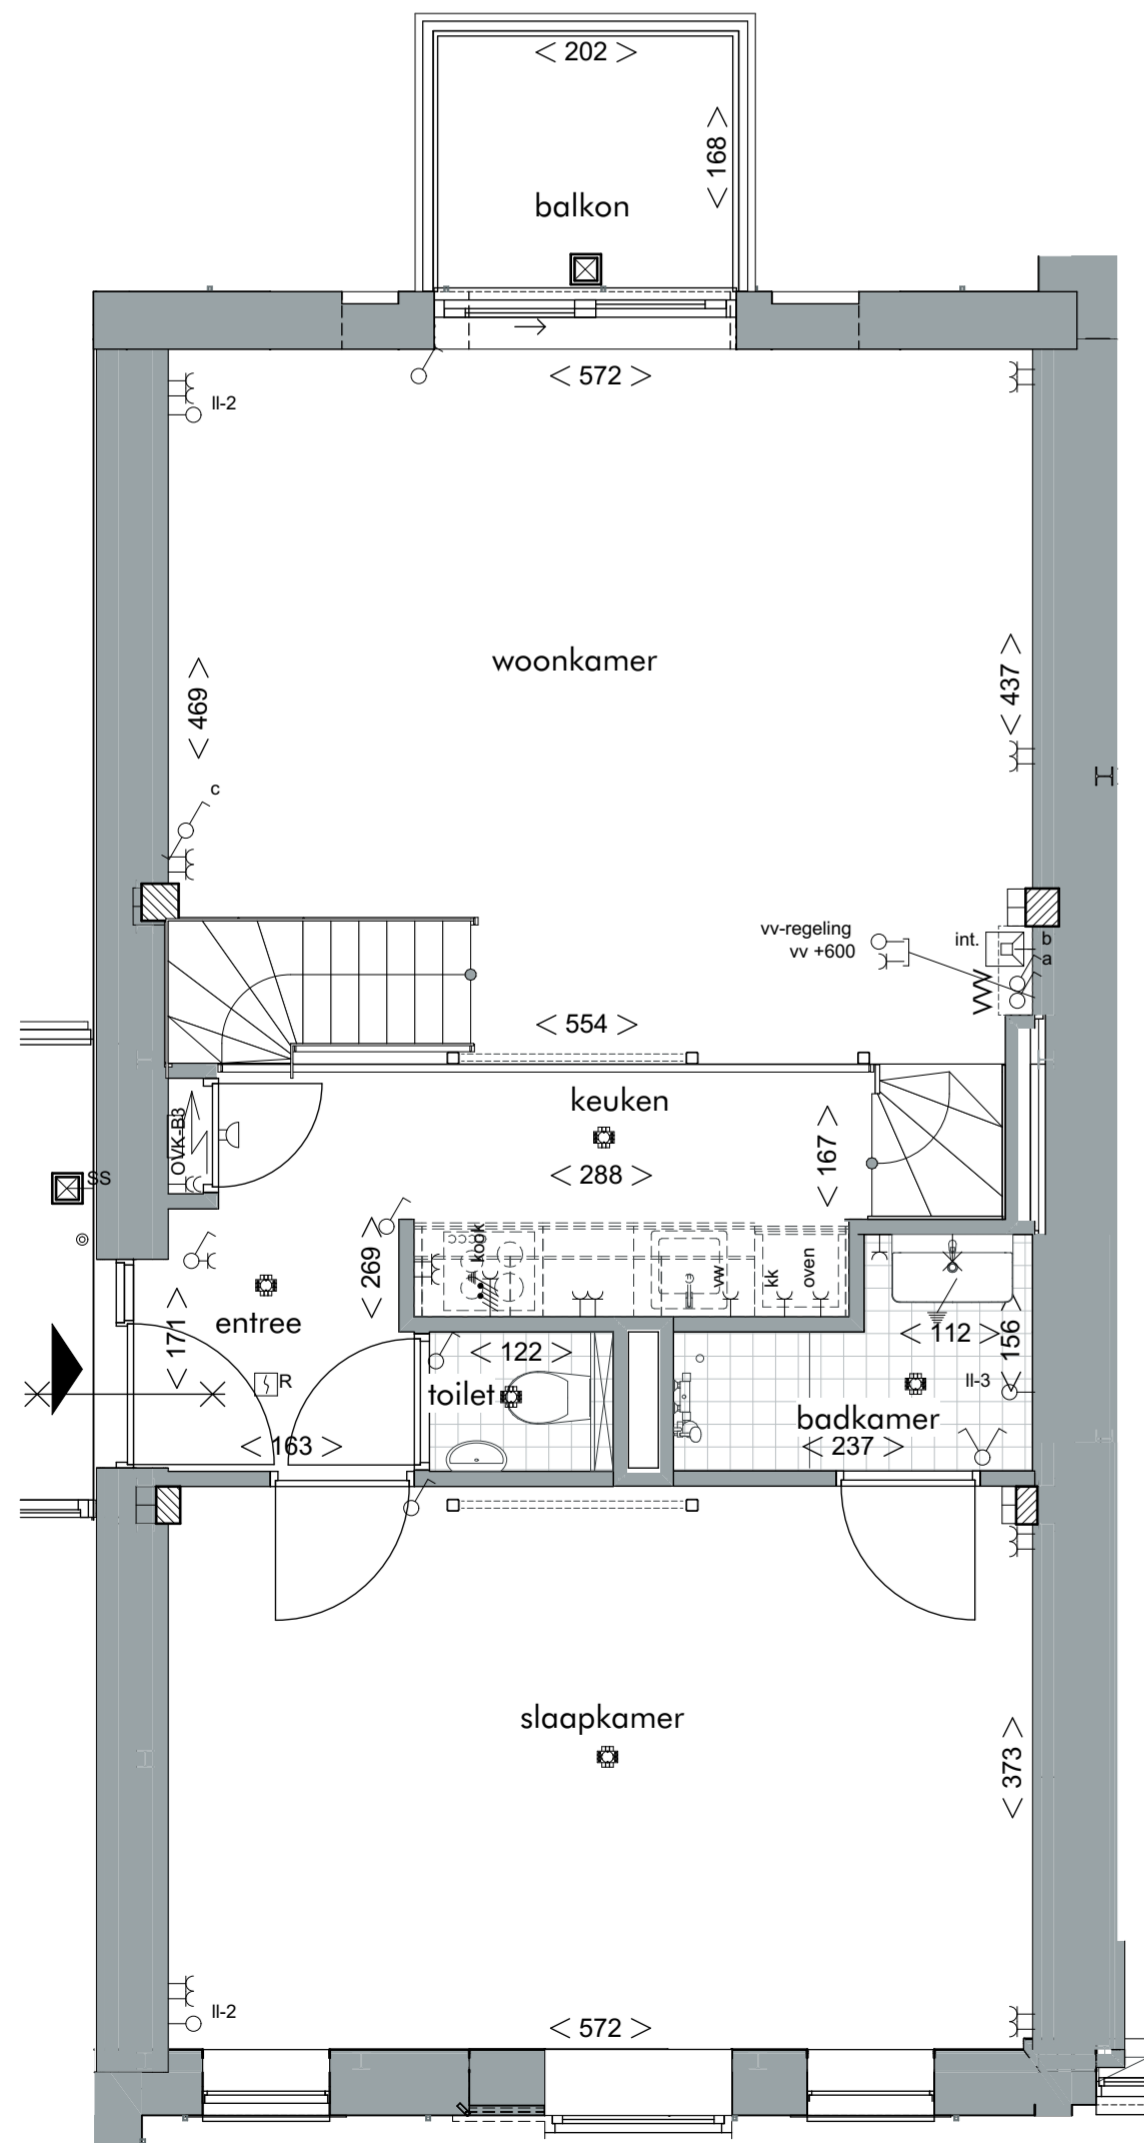 < 202 >
< 168 >
balkon
< 572 >
II-2
woonkamer
< 469 >
< 437 >
c
vv-regeling
vv +600
int.
b
a
< 554 >
keuken
OVK-B3
< 167 >
< 288 >
SS
kook
vw
kk
oven
< 269 >
entree
< 171 >
< 122 >
< 112 >
< 156 >
R
toilet
II-3
badkamer
< 163 >
< 237 >
slaapkamer
< 373 >
II-2
< 572 >